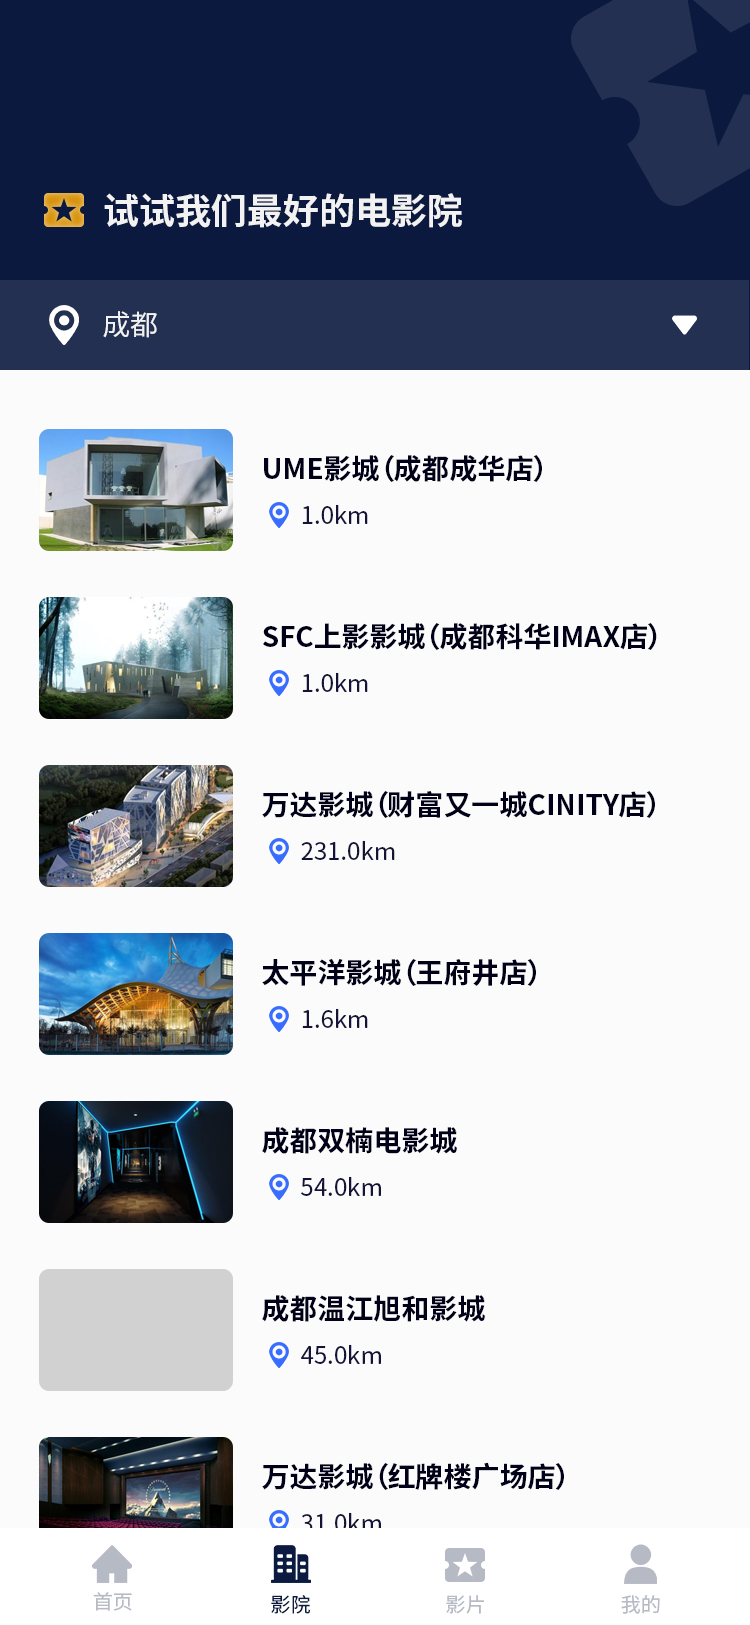 试试我们最好的电影院
成都
UME影城（成都成华店）
1.0km
SFC上影影城（成都科华IMAX店）
1.0km
万达影城（财富又一城CINITY店）
231.0km
太平洋影城（王府井店）
1.6km
成都双楠电影城
54.0km
成都温江旭和影城
45.0km
万达影城（红牌楼广场店）
31.0km
首页
影院
影片
我的